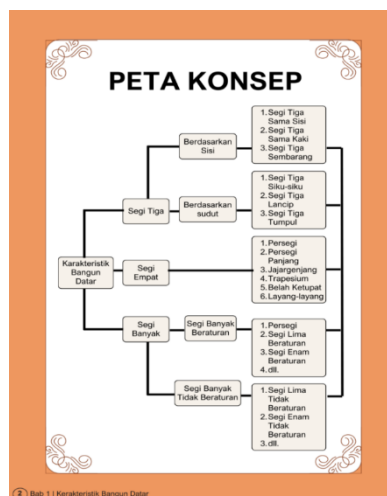 PETA KONSEP
Karakteristik
Bangun
Datar
Segi Tiga
Berdasarkan
Sisi
1.Segi Tiga
Sama Sisi
2.Segi Tiga
Sama Kaki
3.Segi Tiga
Sembarang
Berdasarkan
sudut
1.Segi Tiga
Siku-siku
2.Segi Tiga
Lancip
3.Segi Tiga
Tumpul
Segi
Empat
1.Persegi
2.Persegi
Panjang
3.Jajargenjang
4.Trapesium
5.Belah Ketupat
6.Layang-layang
Segi
Banyak
Segi Banyak
Beraturan
1.Persegi
2.Segi Lima
Beraturan
3.Segi Enam
Beraturan
4.dll.
Segi Banyak
Tidak Beraturan
1.Segi Lima
Tidak
Beraturan
2.Segi Enam
Tidak
Beraturan
3.dll.
2 Bab 1 I Kerakteristik Bangun Datar